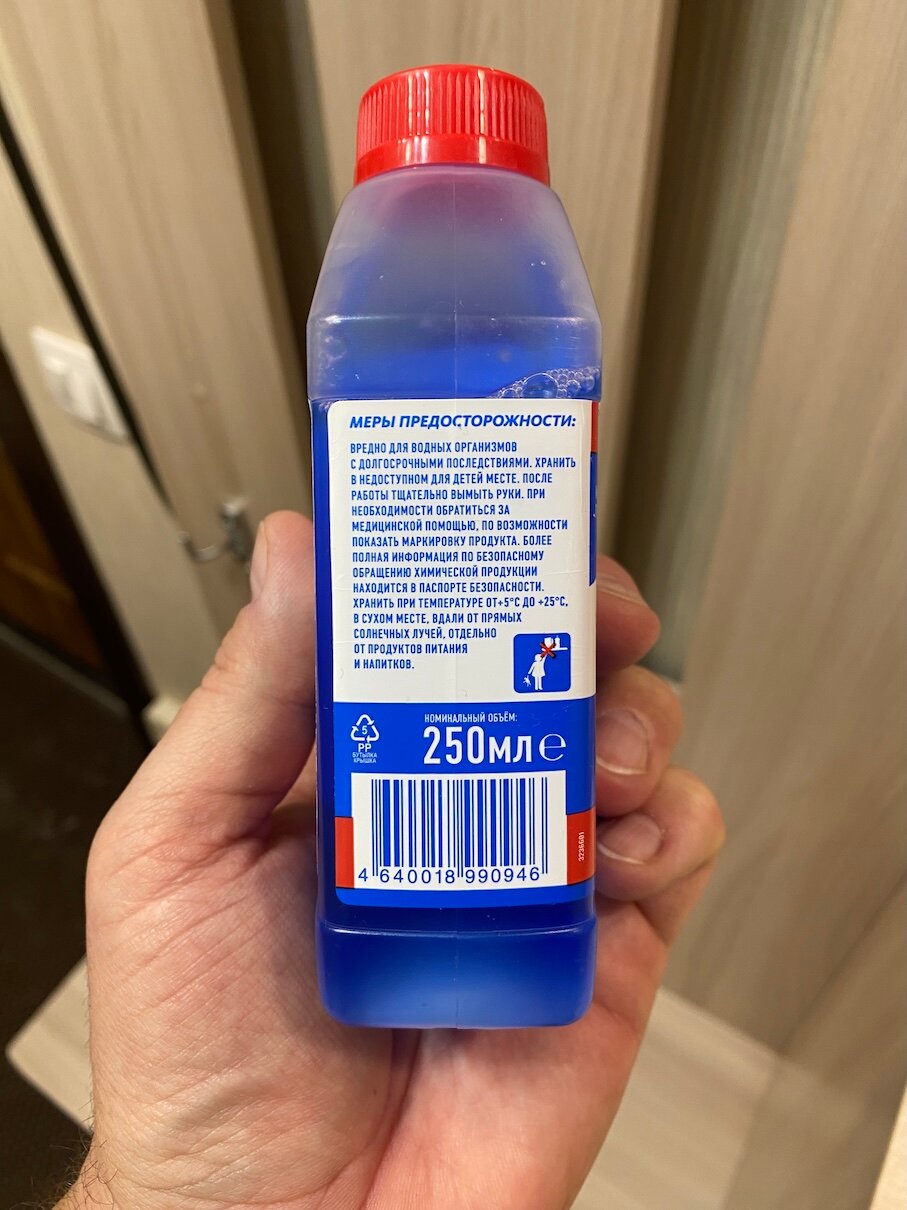 МЕРЫ ПРЕДОСТОРОЖНОСТИ:
ВРЕДНО ДЛЯ ВОДНЫХ ОРГАНИЗМОВ
С ДОЛГОСРОЧНЫМИ ПОСЛЕДСТВИЯМИ. ХРАНИТЬ
В НЕДОСТУПНОМ ДЛЯ ДЕТЕЙ МЕСТЕ. ПОСЛЕ
РАБОТЫ ТЩАТЕЛЬНО ВЫМЫТЬ РУКИ. ПРИ
НЕОБХОДИМОСТИ ОБРАТИТЬСЯ ЗА
МЕДИЦИНСКОЙ ПОМОЩЬЮ, ПО ВОЗМОЖНОСТИ
ПОКАЗАТЬ МАРКИРОВКУ ПРОДУКТА. БОЛЕЕ
ПОЛНАЯ ИНФОРМАЦИЯ ПО БЕЗОПАСНОМУ
ОБРАЩЕНИЮ ХИМИЧЕСКОЙ ПРОДУКЦИИ
НАХОДИТСЯ В ПАСПОРТЕ БЕЗОПАСНОСТИ.
ХРАНИТЬ ПРИ ТЕМПЕРАТУРЕ ОТ+5°С ДО +25°С,
В СУХОМ МЕСТЕ, ВДАЛИ ОТ ПРЯМЫХ
СОЛНЕЧНЫХ ЛУЧЕЙ, ОТДЕЛЬНО
ОТ ПРОДУКТОВ ПИТАНИЯ
И НАПИТКОВ.
5
PP
БУТЫЛКА
КРЫШКА
НОМИНАЛЬНЫЙ ОБЪЁМ:
250МЛ℮
4 640018 990946
3236601